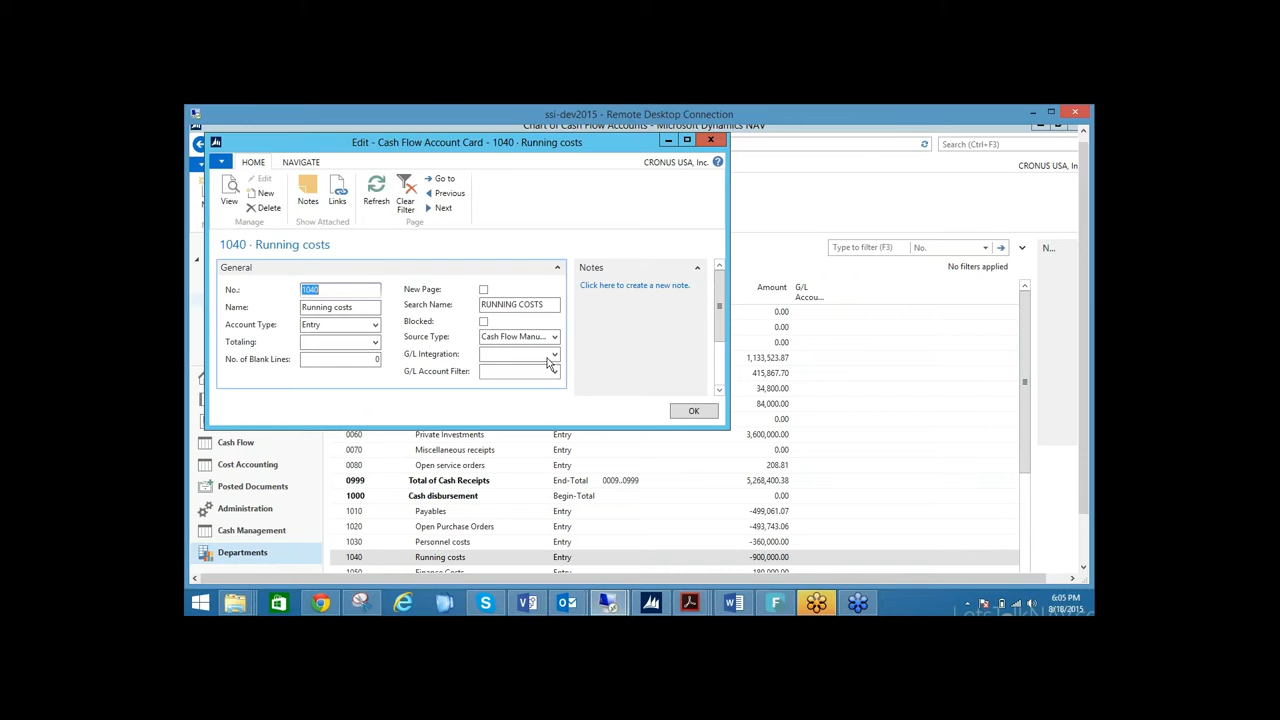 ssi-dev2015 - Remote Desktop Connection
Chart of Cash Flow Accounts - Microsoft Dynamics NAV
Edit - Cash Flow Account Card - 1040 · Running costs
Search (Ctrl+F3)
HOME NAVIGATE CRONUS USA, Inc.
CRONUS USA, Inc.
View
Edit
New
Delete
Manage
Notes
Links
Show Attached
Refresh
Clear Filter
Go to
Previous
Next
Page
1040 · Running costs
General
No.: 1040
Name: Running costs
Account Type: Entry
Totaling:
No. of Blank Lines: 0
New Page:
Search Name: RUNNING COSTS
Blocked:
Source Type: Cash Flow Manu...
G/L Integration:
G/L Account Filter:
Notes
Click here to create a new note.
OK
Type to filter (F3) No.
N...
No filters applied
Amount G/L Accou...
0.00
0.00
0.00
1,133,523.87
415,867.70
34,800.00
84,000.00
0.00
0060 Private Investments Entry 3,600,000.00
0070 Miscellaneous receipts Entry 0.00
0080 Open service orders Entry 208.81
0999 Total of Cash Receipts End-Total 0009..0999 5,268,400.38
1000 Cash disbursement Begin-Total 0.00
1010 Payables Entry -499,061.07
1020 Open Purchase Orders Entry -493,743.06
1030 Personnel costs Entry -360,000.00
1040 Running costs Entry -900,000.00
1050 Finance Costs Entry -180,000.00
Cash Flow
Cost Accounting
Posted Documents
Administration
Cash Management
Departments
6:05 PM
8/18/2015
LetsTalkNAV.com